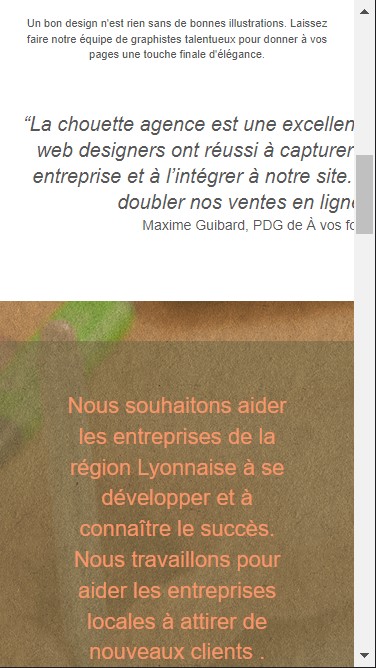 Un bon design n'est rien sans de bonnes illustrations. Laissez
faire notre équipe de graphistes talentueux pour donner à vos
pages une touche finale d'élégance.
“La chouette agence est une excellen
web designers ont réussi à capturer
entreprise et à l’intégrer à notre site.
doubler nos ventes en ligne
Maxime Guibard, PDG de À vos fo
Nous souhaitons aider
les entreprises de la
région Lyonnaise à se
développer et à
connaître le succès.
Nous travaillons pour
aider les entreprises
locales à attirer de
nouveaux clients .